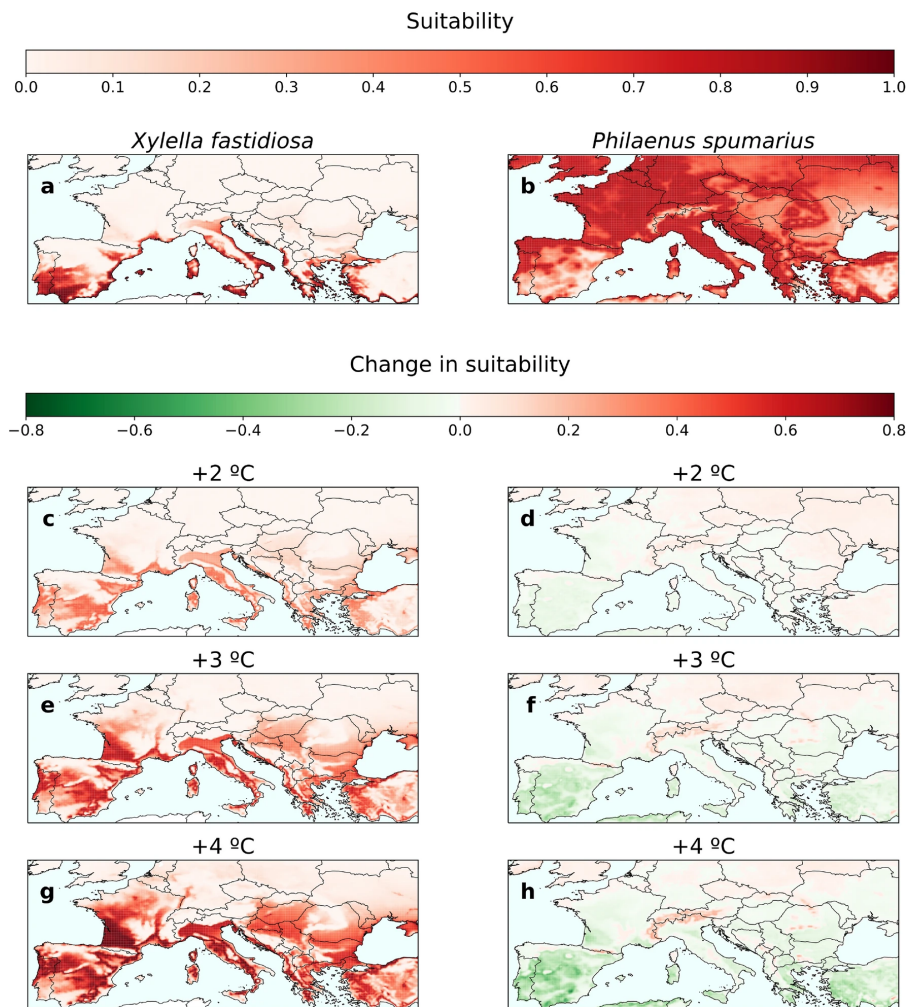 Suitability
0.0 0.1 0.2 0.3 0.4 0.5 0.6 0.7 0.8 0.9 1.0
Xylella fastidiosa Philaenus spumarius
a b
Change in suitability
−0.8 −0.6 −0.4 −0.2 0.0 0.2 0.4 0.6 0.8
+2 ºC +2 ºC
c d
+3 ºC +3 ºC
e f
+4 ºC +4 ºC
g h